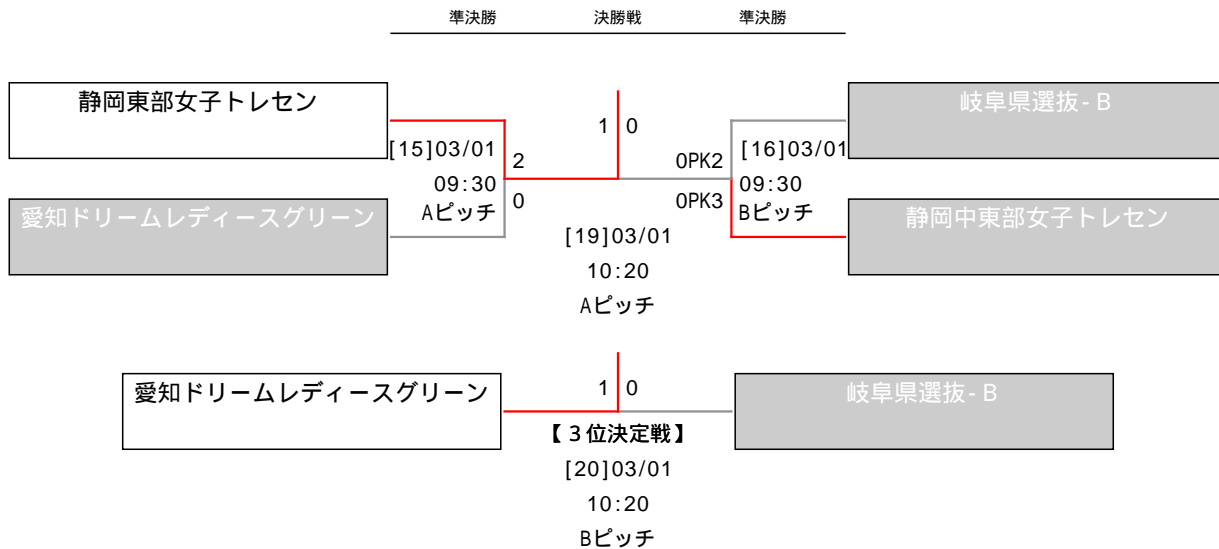 準決勝 決勝戦 準決勝
静岡東部女子トレセン
岐阜県選抜-B
1 0
[15]03/01
2
0PK2
[16]03/01
09:30
09:30
愛知ドリームレディースグリーン
Aピッチ
0
0PK3
Bピッチ
静岡中東部女子トレセン
[19]03/01
10:20
Aピッチ
愛知ドリームレディースグリーン
1 0
岐阜県選抜-B
【３位決定戦】
[20]03/01
10:20
Bピッチ